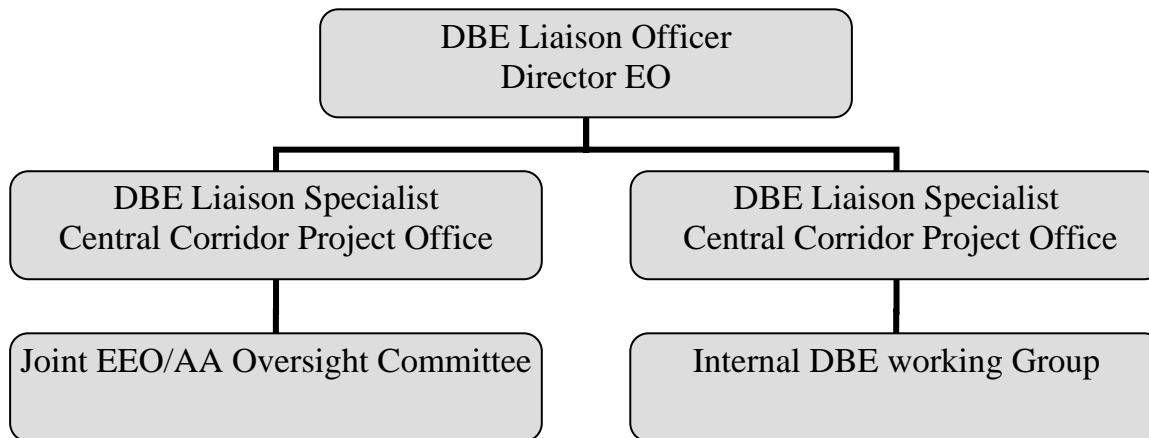 DBE Liaison Officer
Director EO
DBE Liaison Specialist
Central Corridor Project Office
DBE Liaison Specialist
Central Corridor Project Office
Joint EEO/AA Oversight Committee
Internal DBE working Group